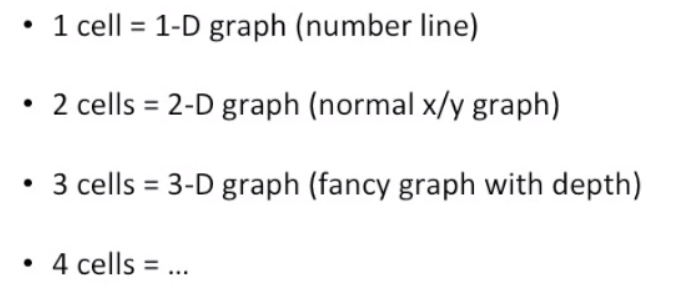 • 1 cell = 1-D graph (number line)
• 2 cells = 2-D graph (normal x/y graph)
• 3 cells = 3-D graph (fancy graph with depth)
• 4 cells = ...